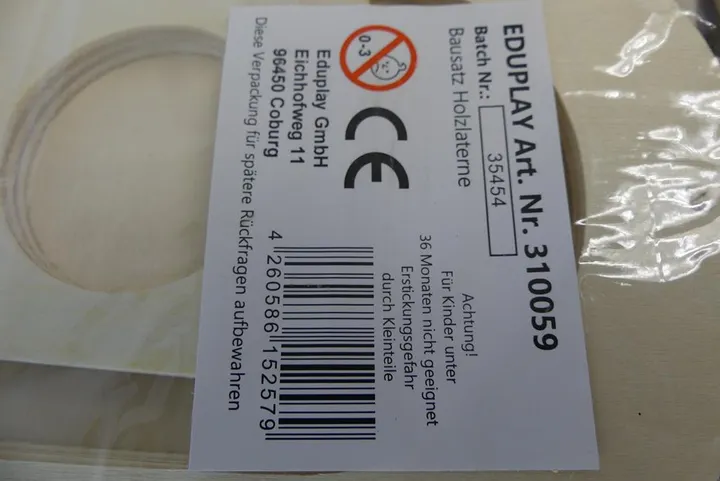 EDUPLAY Art. Nr. 310059
Batch Nr.: 35454
Bausatz Holzlaterne
0-3
CE
Achtung!
Für Kinder unter
36 Monaten nicht geeignet
Erstickungsgefahr
durch Kleinteile
Eduplay GmbH
Eichhofweg 11
96450 Coburg
4 260586 152579
Diese Verpackung für spätere Rückfragen aufbewahren